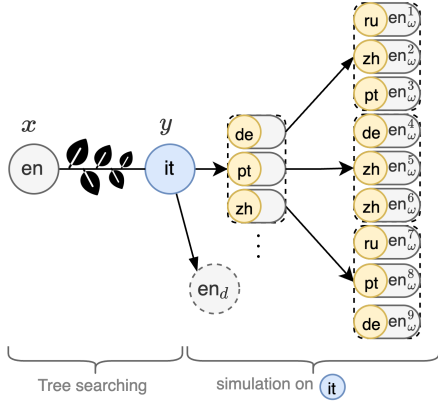 x
y
en
it
de
pt
zh
⋮
en_d
ru en_ω^1
zh en_ω^2
pt en_ω^3
de en_ω^4
zh en_ω^5
zh en_ω^6
ru en_ω^7
pt en_ω^8
de en_ω^9
Tree searching
simulation on it